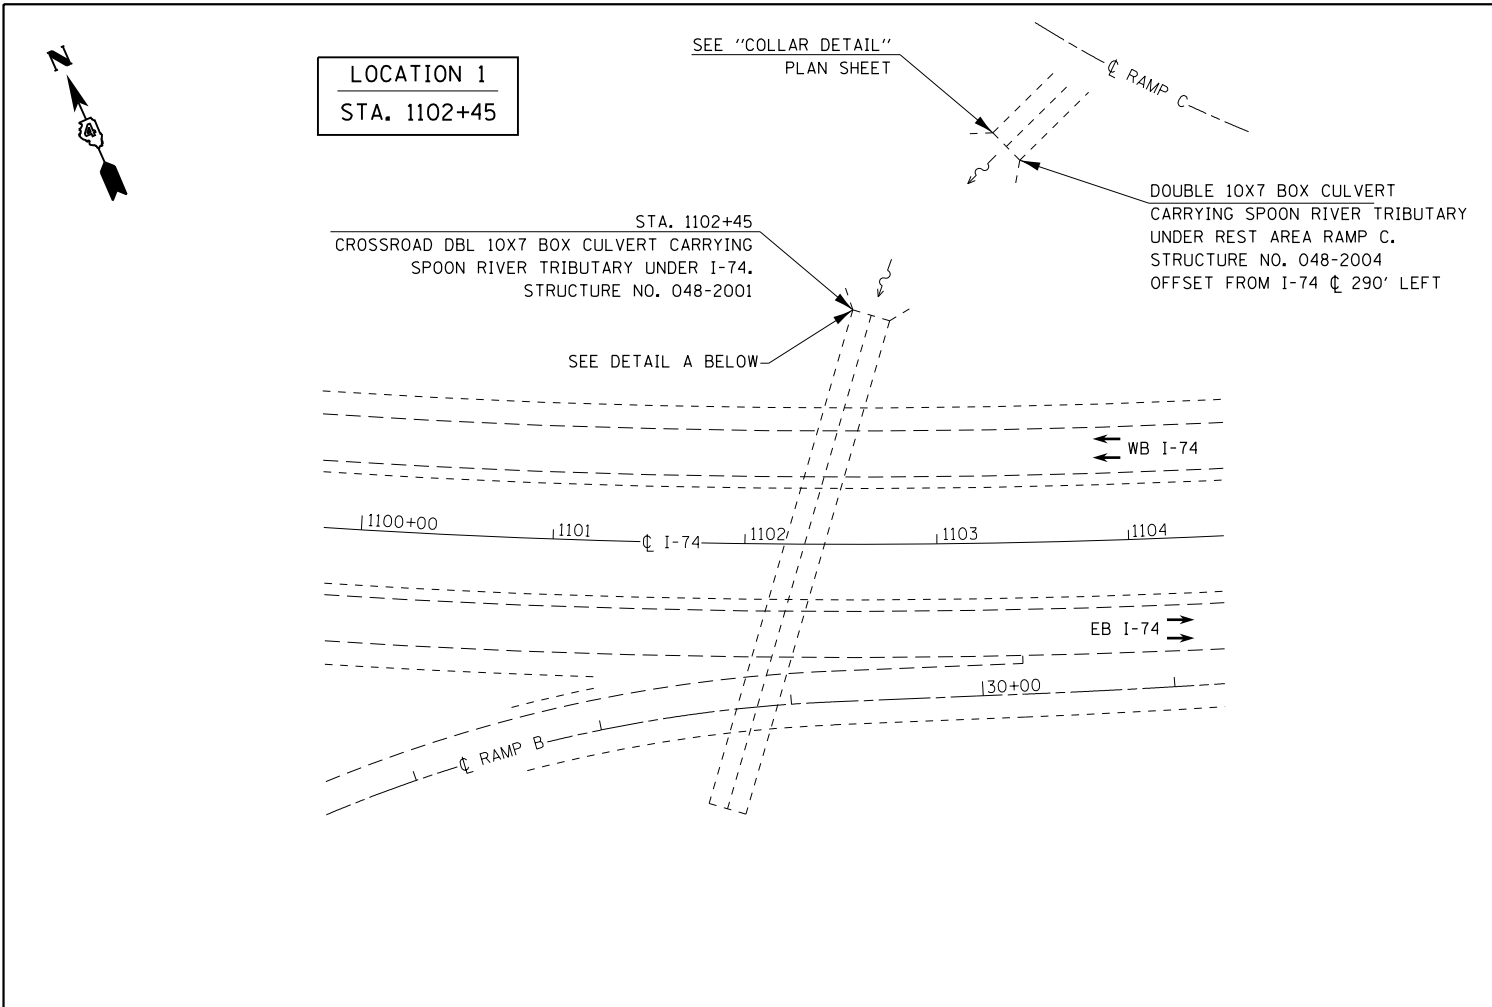 N
4
LOCATION 1
STA. 1102+45
SEE "COLLAR DETAIL"
PLAN SHEET
℄ RAMP C
DOUBLE 10X7 BOX CULVERT
CARRYING SPOON RIVER TRIBUTARY
UNDER REST AREA RAMP C.
STRUCTURE NO. 048-2004
OFFSET FROM I-74 ℄ 290' LEFT
STA. 1102+45
CROSSROAD DBL 10X7 BOX CULVERT CARRYING
SPOON RIVER TRIBUTARY UNDER I-74.
STRUCTURE NO. 048-2001
SEE DETAIL A BELOW
WB I-74
1100+00
1101
℄ I-74
1102
1103
1104
EB I-74
30+00
℄ RAMP B